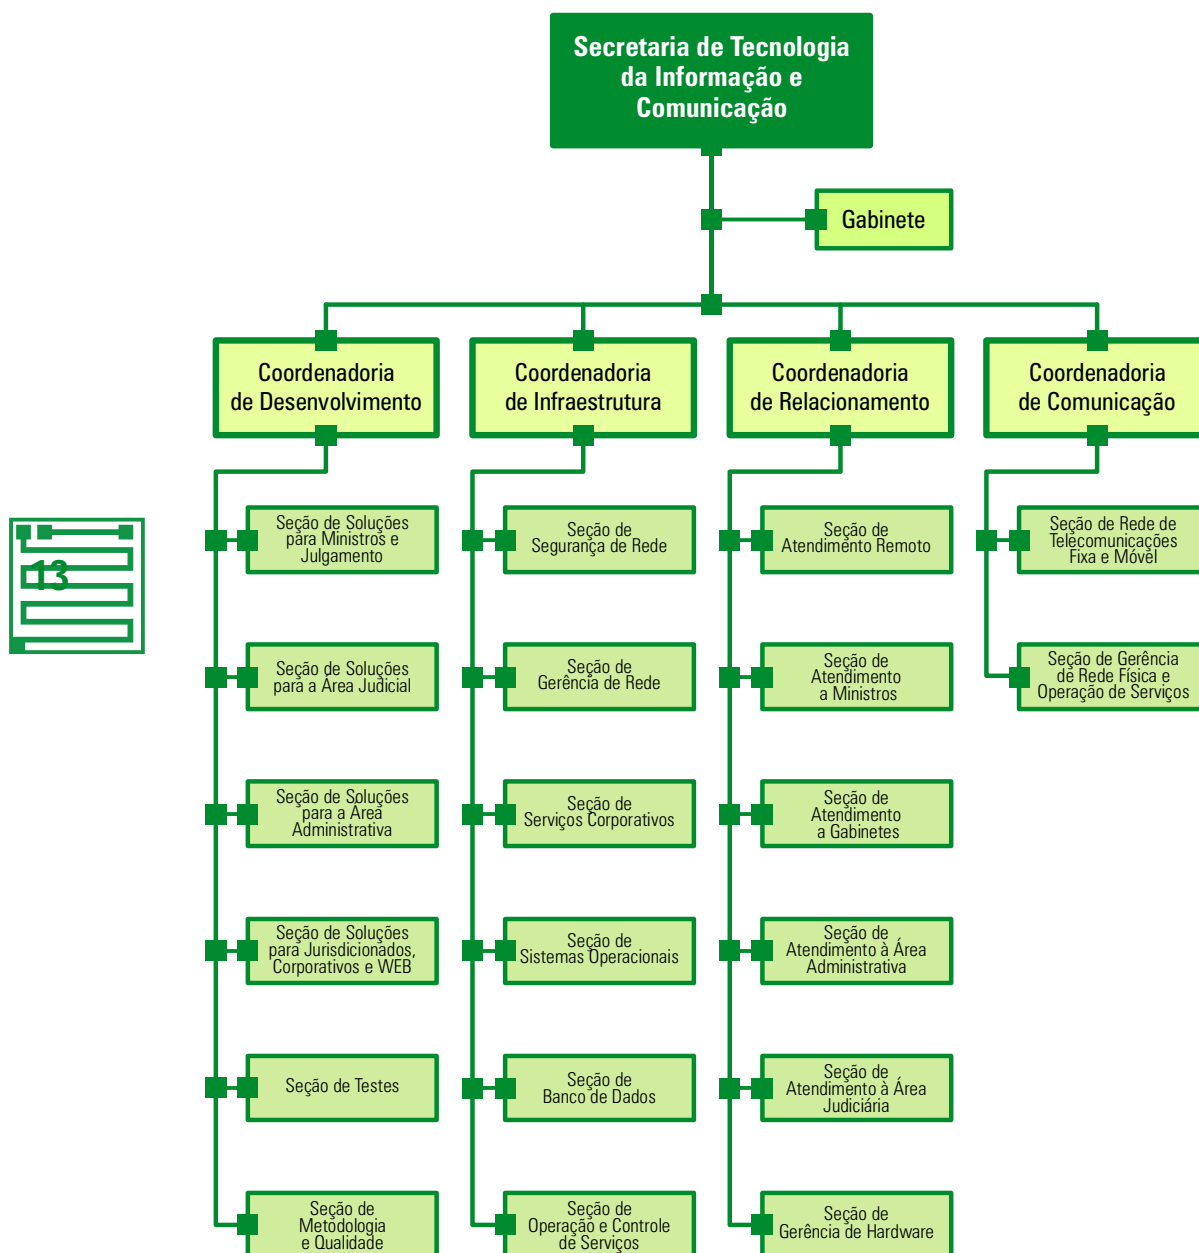 Secretaria de Tecnologia
da Informação e
Comunicação
Gabinete
Coordenadoria
de Desenvolvimento
Coordenadoria
de Infraestrutura
Coordenadoria
de Relacionamento
Coordenadoria
de Comunicação
Seção de Soluções
para Ministros e
Julgamento
Seção de
Segurança de Rede
Seção de
Atendimento Remoto
Seção de Rede de
Telecomunicações
Fixa e Móvel
13
Seção de Soluções
para a Área Judicial
Seção de
Gerência de Rede
Seção de
Atendimento
a Ministros
Seção de Gerência
de Rede Física e
Operação de Serviços
Seção de Soluções
para a Área
Administrativa
Seção de
Serviços Corporativos
Seção de
Atendimento
a Gabinetes
Seção de Soluções
para Jurisdicionados,
Corporativos e WEB
Seção de
Sistemas Operacionais
Seção de
Atendimento à Área
Administrativa
Seção de Testes
Seção de
Banco de Dados
Seção de
Atendimento à Área
Judiciária
Seção de
Metodologia
e Qualidade
Seção de
Operação e Controle
de Serviços
Seção de
Gerência de Hardware